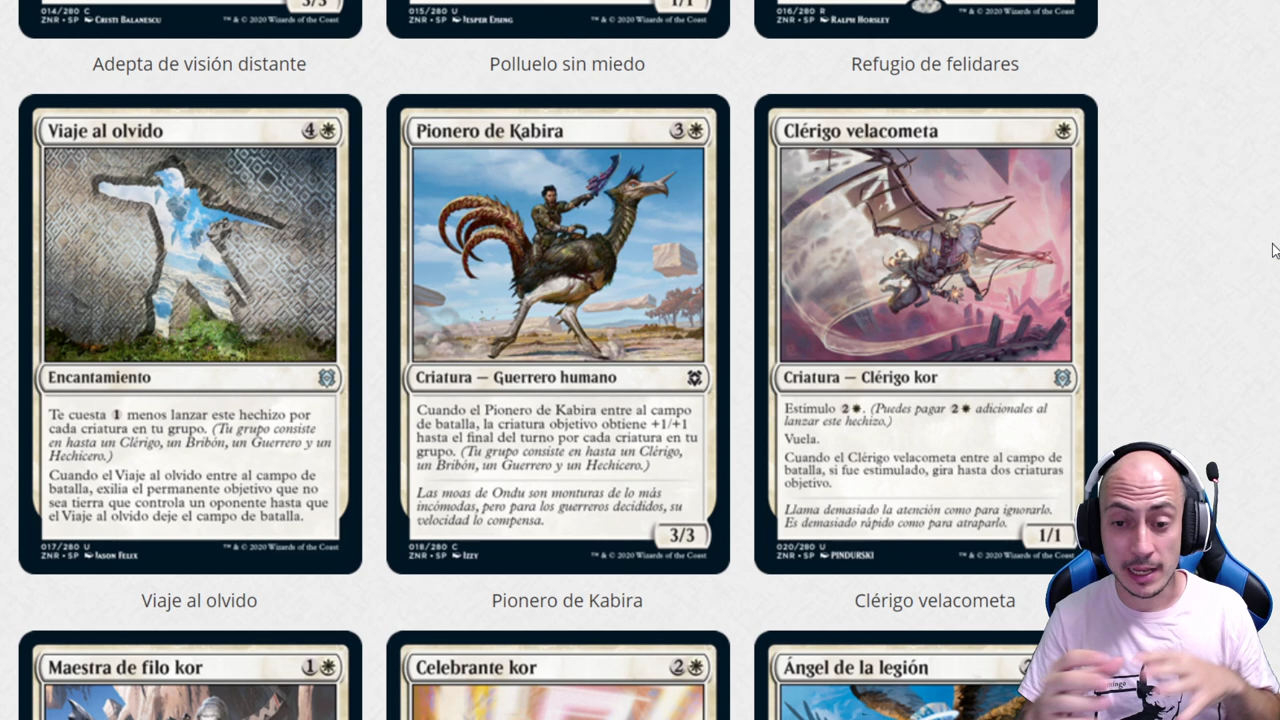 3/3
014/280 C
ZNR • SP CRISTI BALANESCU
™ & © 2020 Wizards of the Coast
1/1
015/280 U
ZNR • SP JESPER EJSING
™ & © 2020 Wizards of the Coast
016/280 R
ZNR • SP RALPH HORSLEY
™ & © 2020 Wizards of the Coast
Adepta de visión distante
Polluelo sin miedo
Refugio de felidares
Viaje al olvido 4
Encantamiento
Te cuesta 1 menos lanzar este hechizo por
cada criatura en tu grupo. (Tu grupo consiste
en hasta un Clérigo, un Bribón, un Guerrero y un
Hechicero.)
Cuando el Viaje al olvido entre al campo de
batalla, exilia el permanente objetivo que no
sea tierra que controla un oponente hasta que
el Viaje al olvido deje el campo de batalla.
017/280 U
ZNR • SP JASON FELIX
™ & © 2020 Wizards of the Coast
Pionero de Kabira 3
Criatura — Guerrero humano
Cuando el Pionero de Kabira entre al campo
de batalla, la criatura objetivo obtiene +1/+1
hasta el final del turno por cada criatura en tu
grupo. (Tu grupo consiste en hasta un Clérigo,
un Bribón, un Guerrero y un Hechicero.)
Las moas de Ondu son monturas de lo más
incómodas, pero para los guerreros decididos, su
velocidad lo compensa.
3/3
018/280 C
ZNR • SP IZZY
™ & © 2020 Wizards of the Coast
Clérigo velacometa
Criatura — Clérigo kor
Estímulo 2. (Puedes pagar 2 adicionales al
lanzar este hechizo.)
Vuela.
Cuando el Clérigo velacometa entre al campo de
batalla, si fue estimulado, gira hasta dos criaturas
objetivo.
Llama demasiado la atención como para ignorarlo.
Es demasiado rápido como para atraparlo.
1/1
020/280 U
ZNR • SP PINDURSKI
™ & © 2020 Wizards of the Coast
Viaje al olvido
Pionero de Kabira
Clérigo velacometa
Maestra de filo kor 1
Celebrante kor 2
Ángel de la legión